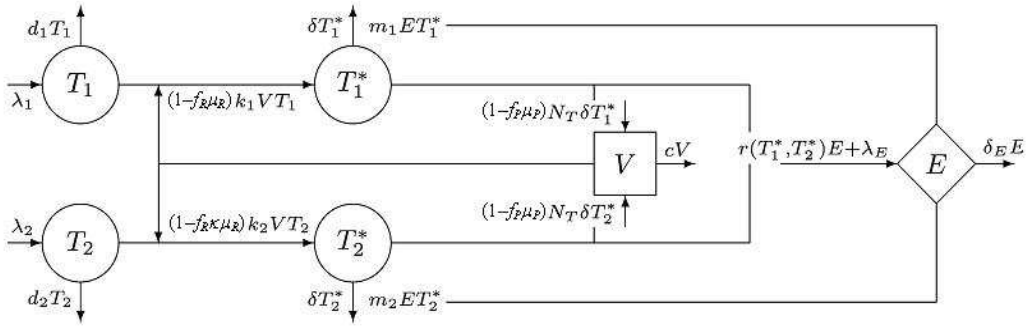 d₁T₁
δT₁* m₁ET₁*
λ₁
T₁
(1−f_Rμ_R)k₁VT₁
T₁*
(1−f_Pμ_P)N_TδT₁*
V
cV
r(T₁*,T₂*)E+λ_E
E
δ_E E
(1−f_Pμ_P)N_TδT₂*
λ₂
T₂
(1−f_Rκμ_R)k₂VT₂
T₂*
d₂T₂
δT₂* m₂ET₂*